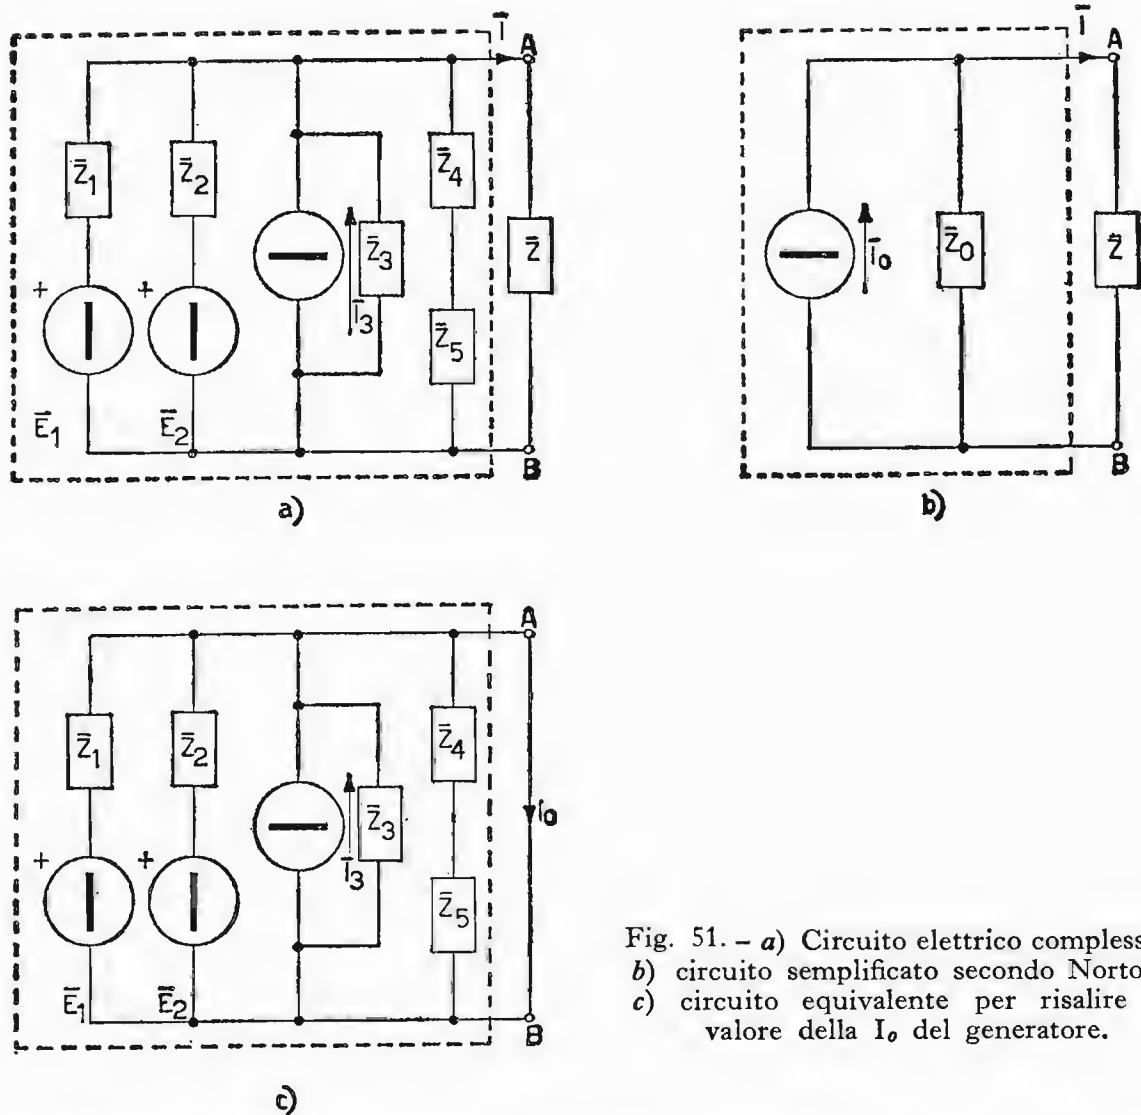 Ī A
Z̄1 Z̄2 Z̄3 Z̄4 Z̄5 Z̄
+ + Ī3
Ē1 Ē2
B
a)
Ī A
Ī0 Z̄0 Z̄
B
b)
A
Z̄1 Z̄2 Z̄3 Z̄4 Z̄5
+ + Ī3 I0
Ē1 Ē2
B
c)
Fig. 51. – a) Circuito elettrico compless
b) circuito semplificato secondo Norto
c) circuito equivalente per risalire
valore della Io del generatore.